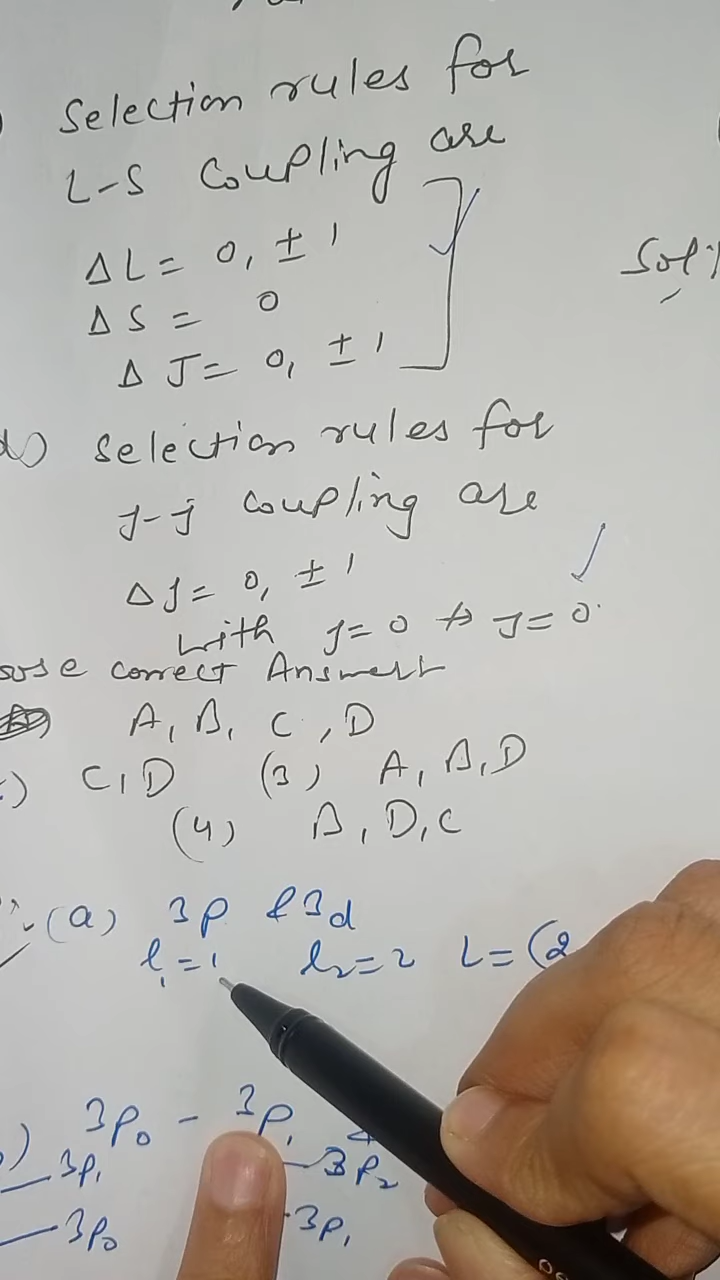 Selection rules for
L-S Coupling are
Sol:
ΔL = 0, ± 1
ΔS = 0
Δ J = 0, ± 1
d) Selection rules for
J-j coupling are
ΔJ = 0, ± 1
with J = 0 ↛ J = 0.
correct Answer
A, B, C, D
C, D (3) A, B, D
(4) B, D, C
(a) 3p & 3d
l₁ = 1 l₂ = 2 L = (2
) 3P₀ - ³P₁
3P₁ 3P₂
3P₀ 3P₁